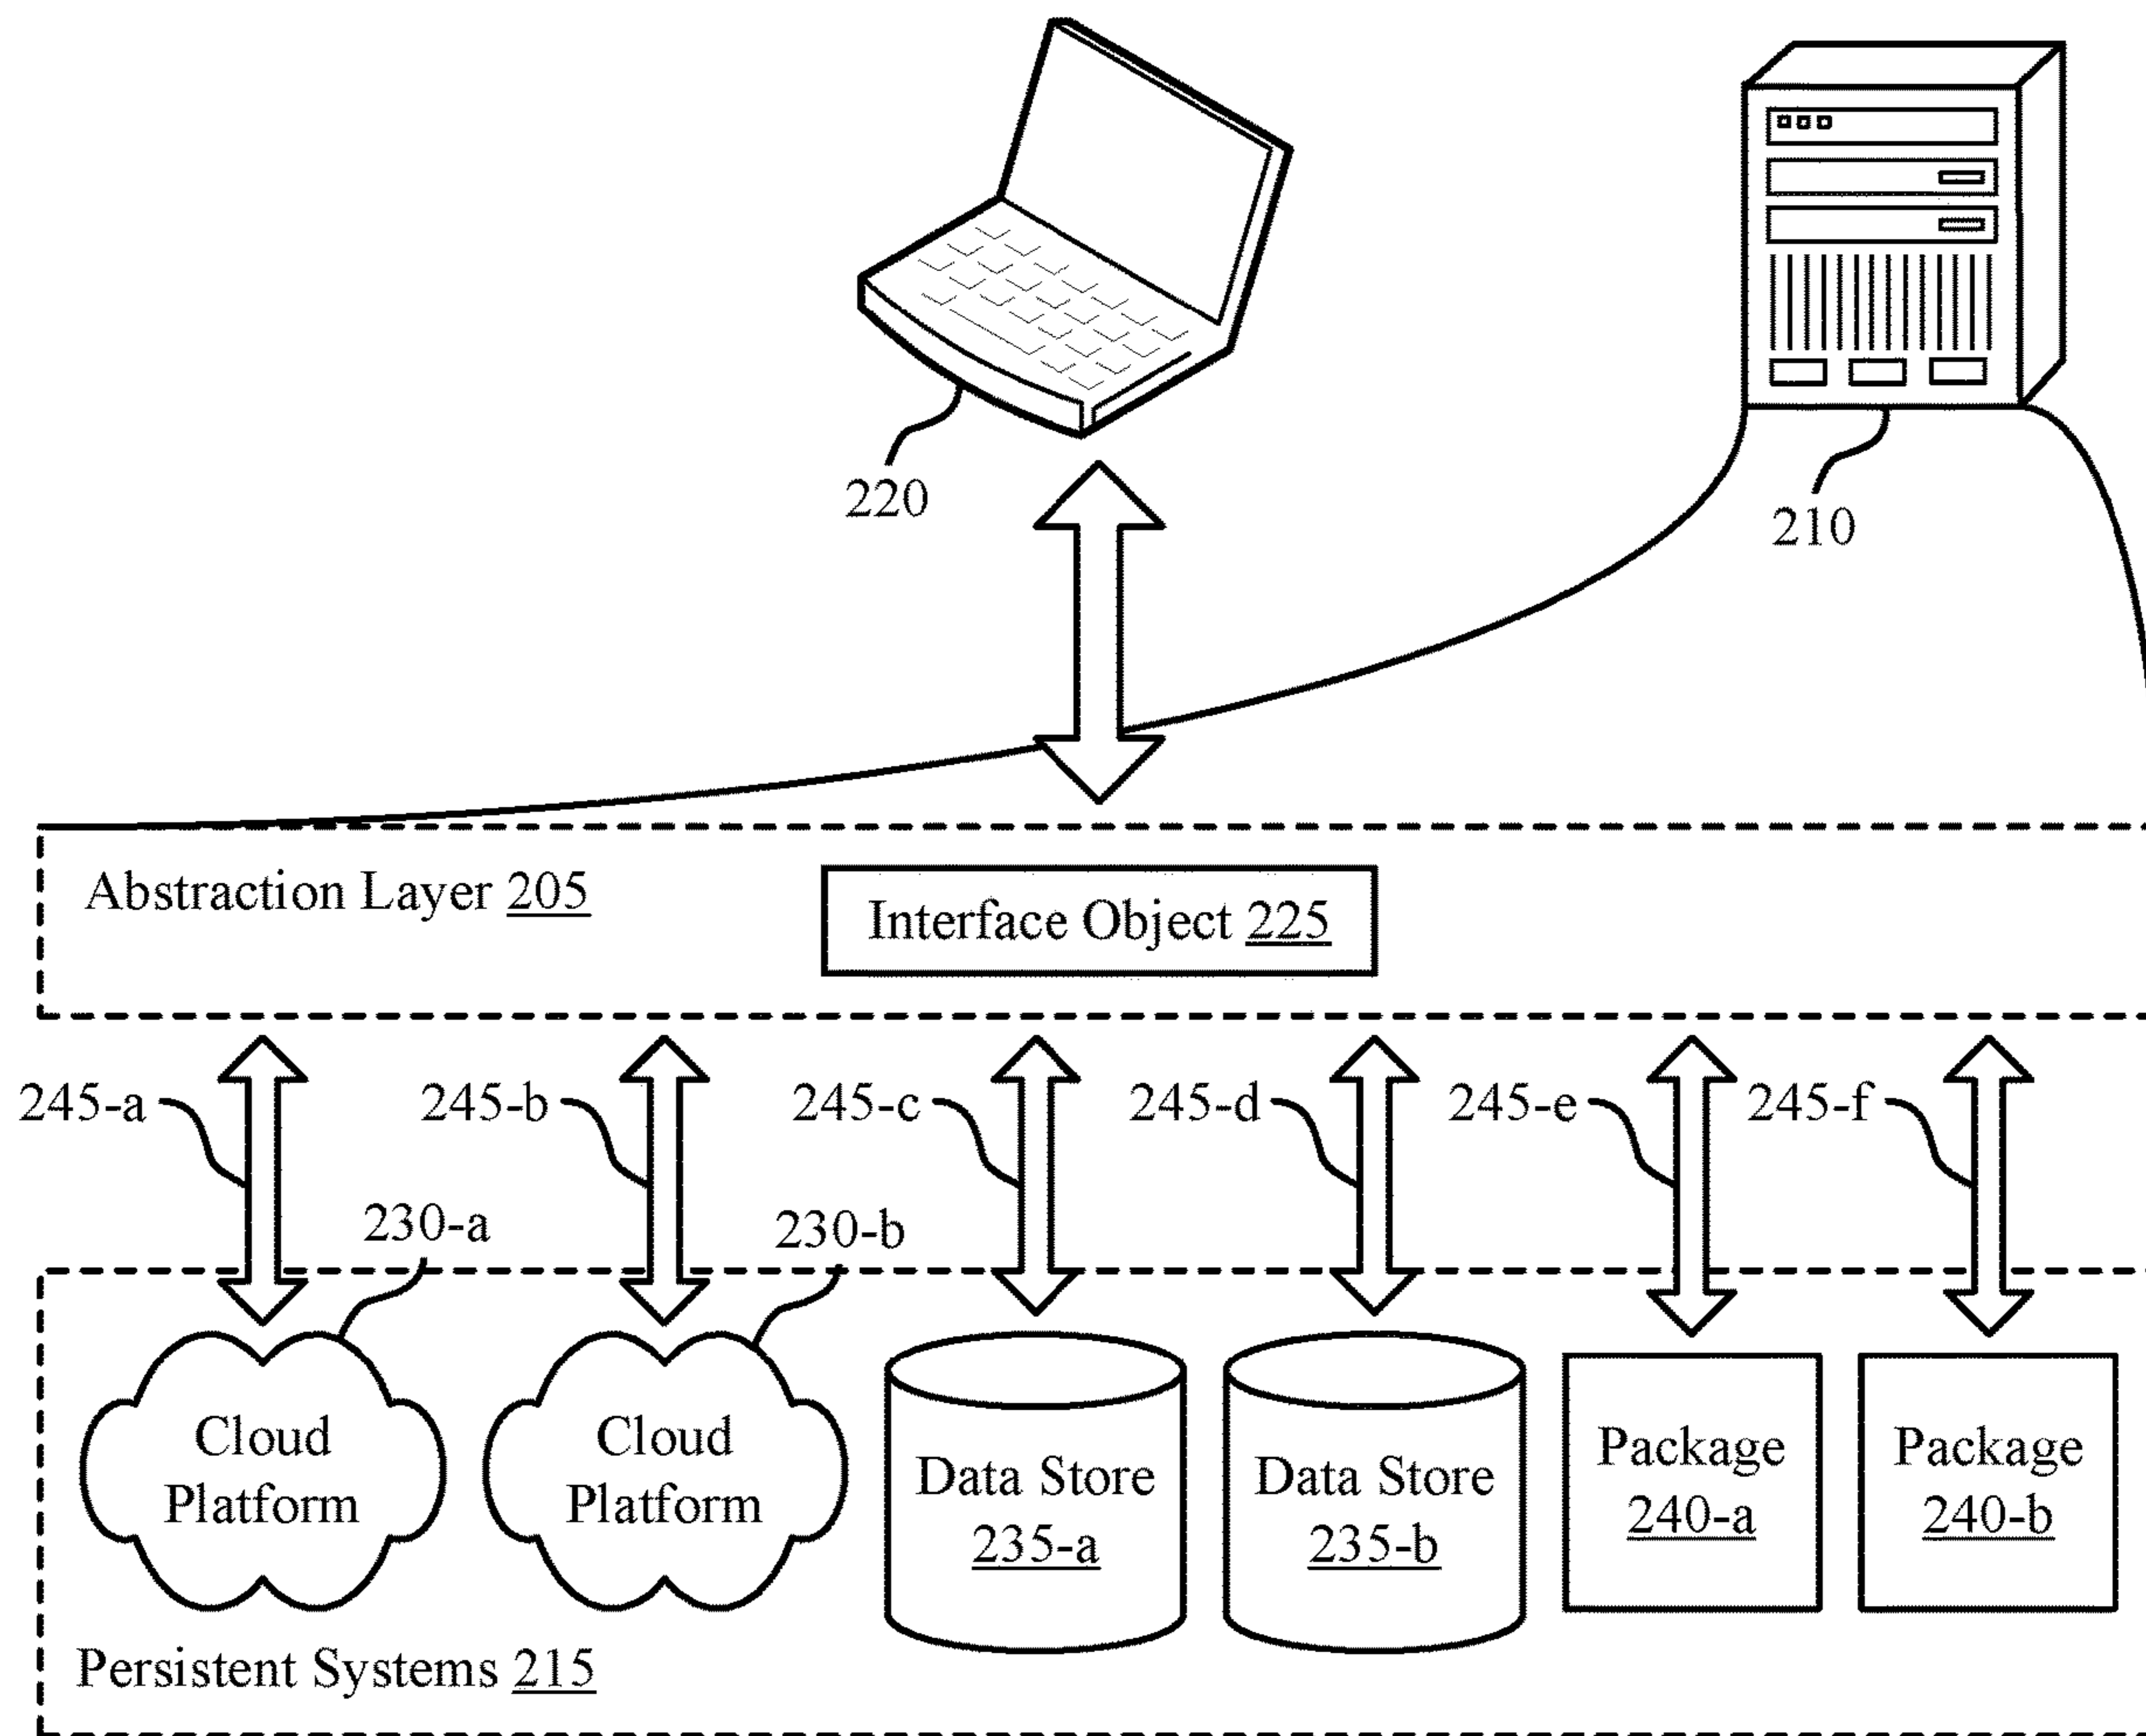 220
210
Abstraction Layer 205
Interface Object 225
245-a
245-b
245-c
245-d
245-e
245-f
230-a
230-b
Cloud
Platform
Cloud
Platform
Data Store
235-a
Data Store
235-b
Package
240-a
Package
240-b
Persistent Systems 215